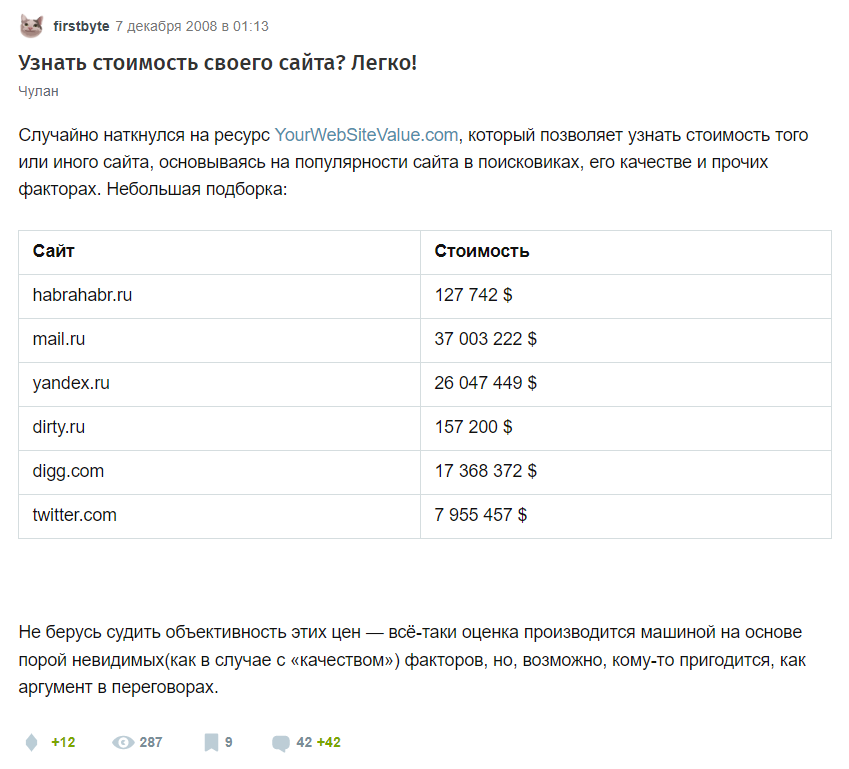 firstbyte 7 декабря 2008 в 01:13
Узнать стоимость своего сайта? Легко!
Чулан
Случайно наткнулся на ресурс YourWebSiteValue.com, который позволяет узнать стоимость того
или иного сайта, основываясь на популярности сайта в поисковиках, его качестве и прочих
факторах. Небольшая подборка:
Сайт Стоимость
habrahabr.ru 127 742 $
mail.ru 37 003 222 $
yandex.ru 26 047 449 $
dirty.ru 157 200 $
digg.com 17 368 372 $
twitter.com 7 955 457 $
Не берусь судить объективность этих цен — всё-таки оценка производится машиной на основе
порой невидимых(как в случае с «качеством») факторов, но, возможно, кому-то пригодится, как
аргумент в переговорах.
+12 287 9 42 +42